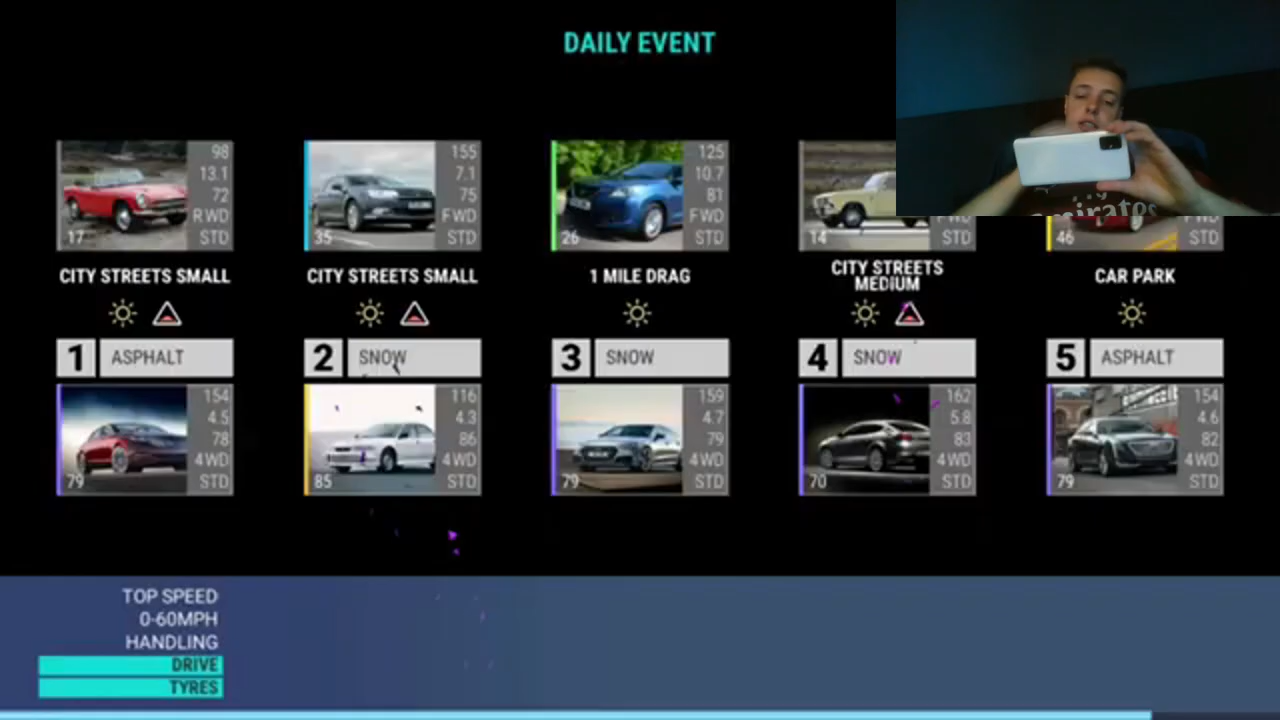 DAILY EVENT
98
13.1
72
RWD
17 STD
155
7.1
75
FWD
35 STD
125
10.7
81
FWD
26 STD
FWD
14 STD
FWD
46 STD
Emirates
CITY STREETS SMALL
CITY STREETS SMALL
1 MILE DRAG
CITY STREETS
MEDIUM
CAR PARK
1 ASPHALT
2 SNOW
3 SNOW
4 SNOW
5 ASPHALT
154
4.5
78
4WD
79 STD
116
4.3
86
4WD
85 STD
159
4.7
79
4WD
79 STD
162
5.8
83
4WD
70 STD
154
4.6
82
4WD
79 STD
TOP SPEED
0-60MPH
HANDLING
DRIVE
TYRES